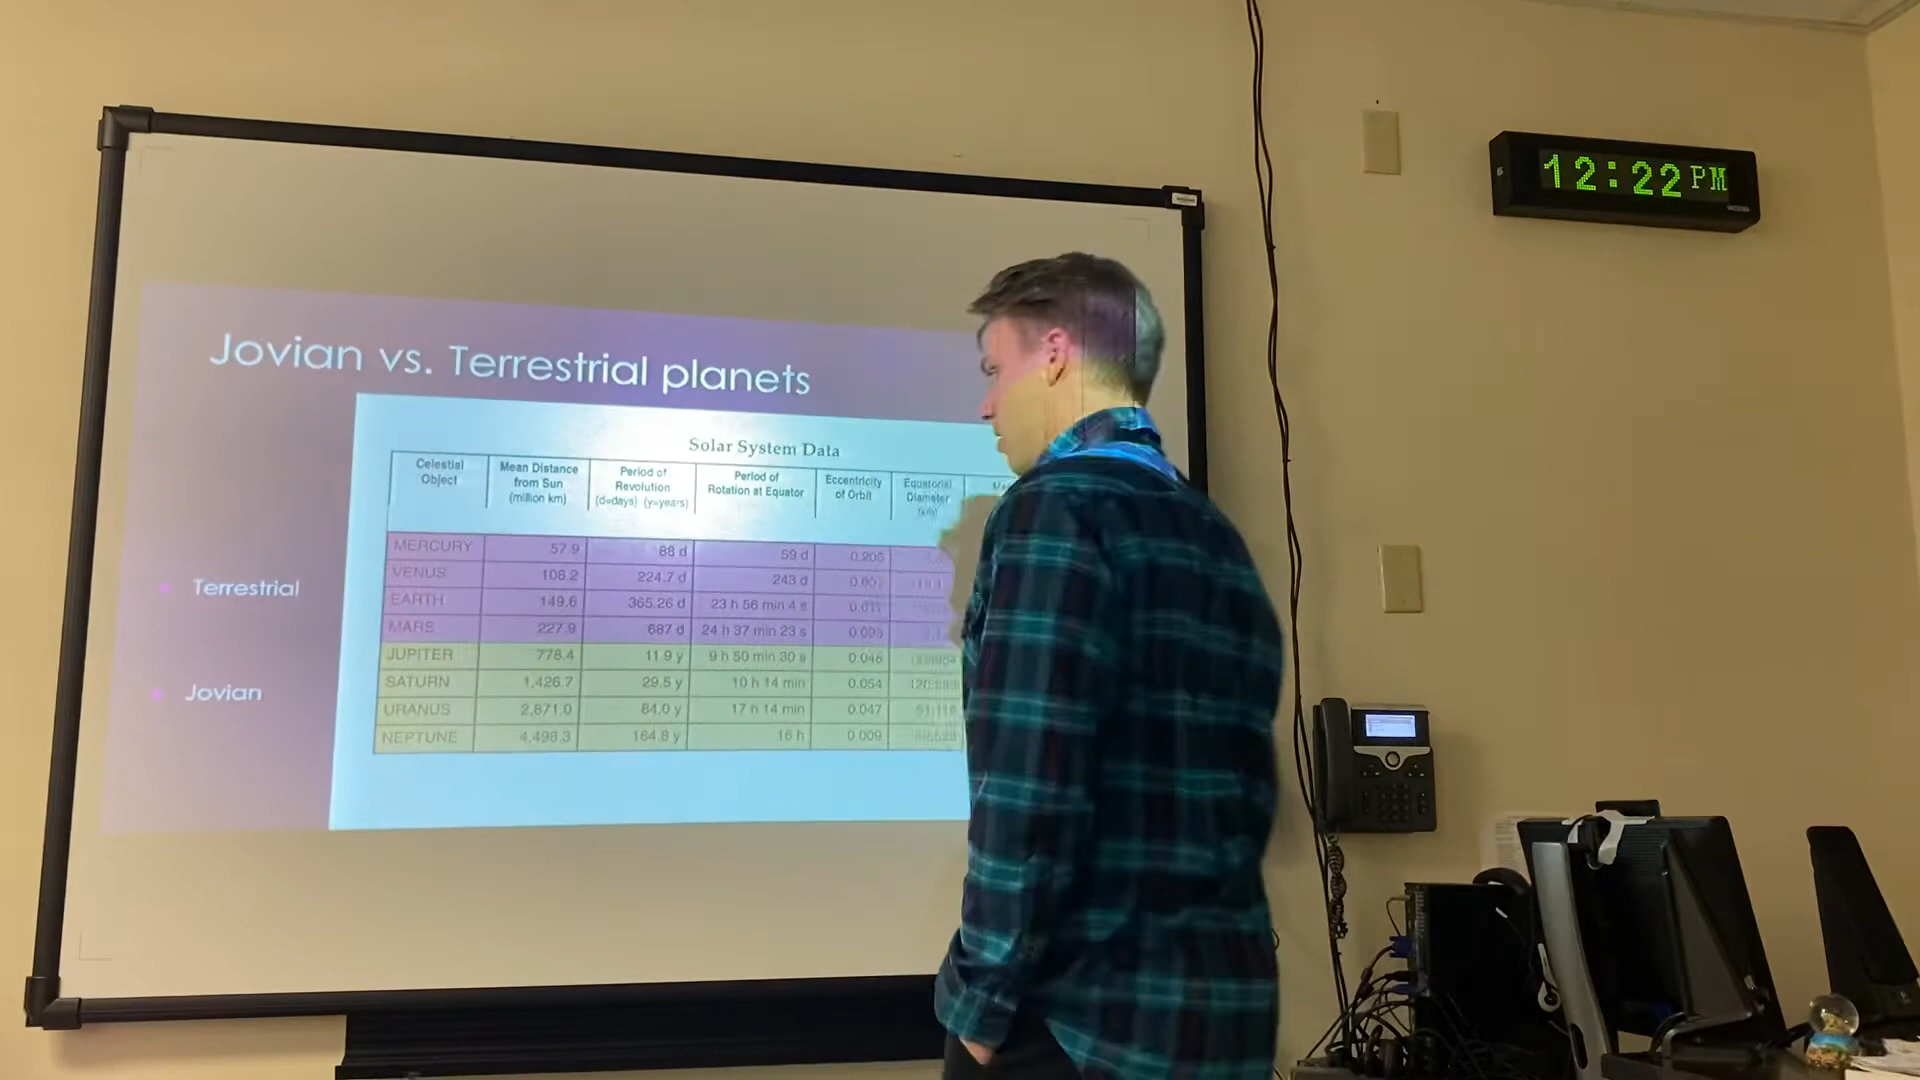 12:22 PM
Jovian vs. Terrestrial planets
Solar System Data
Celestial Object
Mean Distance from Sun (million km)
Period of Revolution (d=days) (y=years)
Period of Rotation at Equator
Eccentricity of Orbit
Equatorial Diameter
MERCURY 57.9 88 d 59 d 0.206
VENUS 108.2 224.7 d 243 d
EARTH 149.6 365.26 d 23 h 56 min 4 s
MARS 227.9 687 d 24 h 37 min 23 s 0.093
JUPITER 778.4 11.9 y 9 h 50 min 30 s 0.048
SATURN 1,426.7 29.5 y 10 h 14 min 0.054
URANUS 2,871.0 84.0 y 17 h 14 min 0.047
NEPTUNE 4,498.3 164.8 y 16 h 0.009
Terrestrial
Jovian